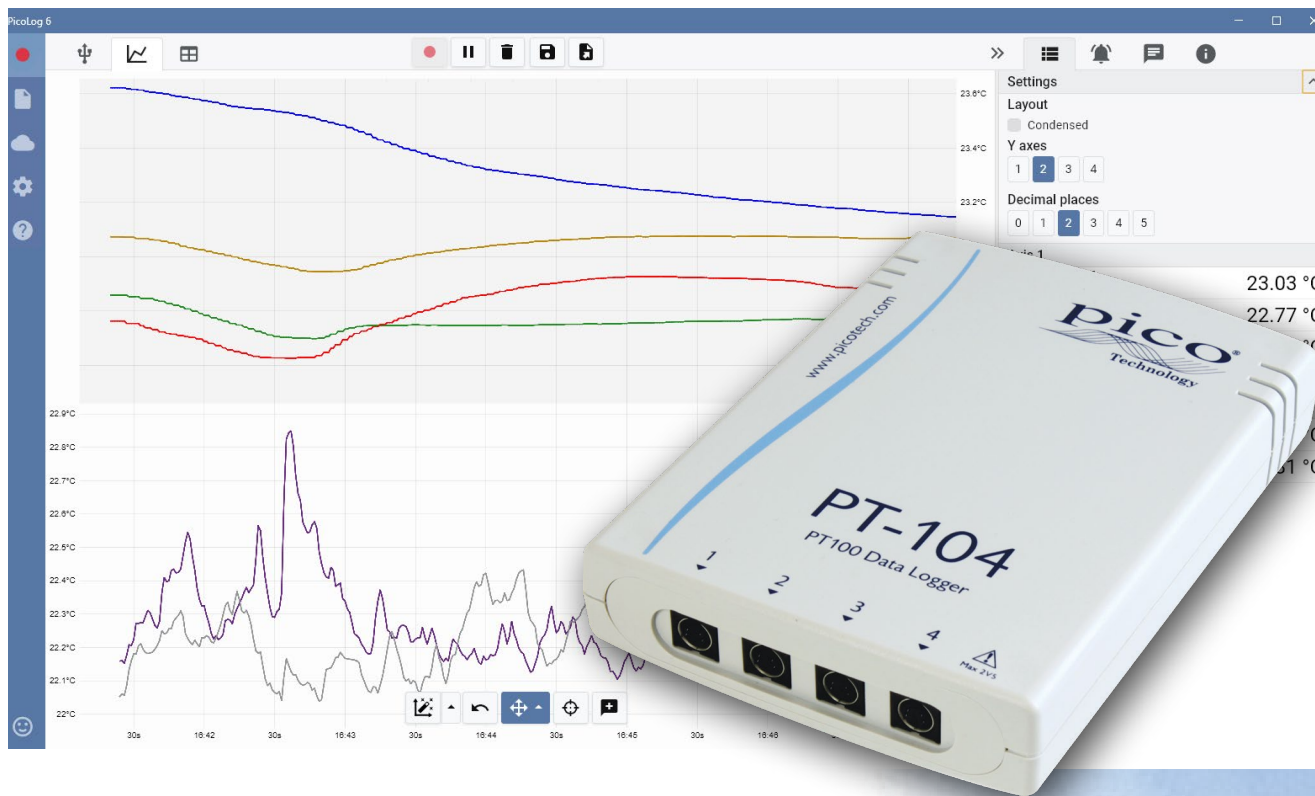 PicoLog 6
Settings
Layout
Condensed
Y axes
1 2 3 4
Decimal places
0 1 2 3 4 5
Axis 1
23.03 °C
22.77 °C
23.6°C
23.4°C
23.2°C
22.9°C
22.8°C
22.7°C
22.6°C
22.5°C
22.4°C
22.3°C
22.2°C
22.1°C
22°C
30s 16:42 30s 16:43 30s 16:44 30s 16:45 30s 16:46
www.picotech.com
pico®
Technology
PT-104
PT100 Data Logger
1 2 3 4
Max 2VS